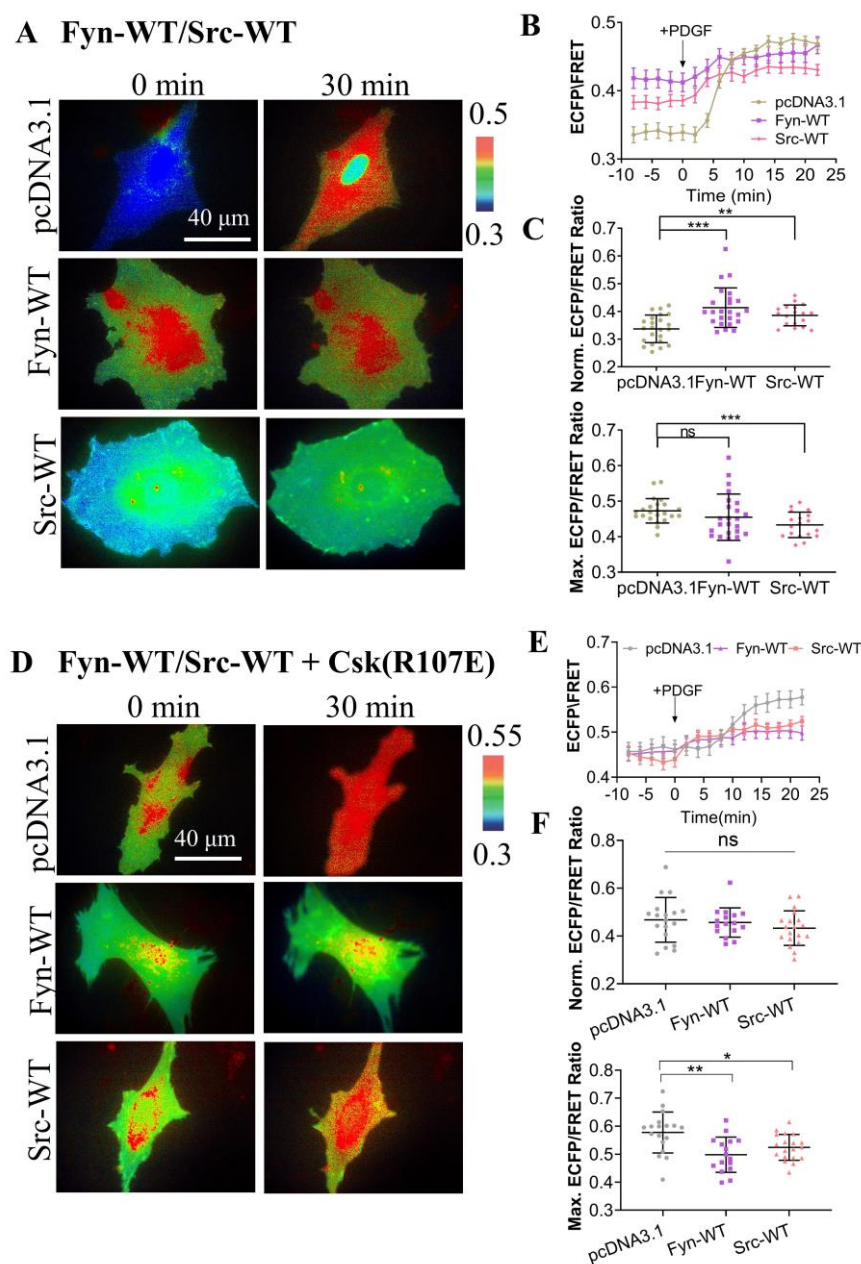 A Fyn-WT/Src-WT
0 min 30 min
pcDNA3.1
40 μm
0.5
0.3
Fyn-WT
Src-WT
B
+PDGF
ECFP\FRET
0.5
0.4
0.3
pcDNA3.1
Fyn-WT
Src-WT
-10 -5 0 5 10 15 20 25
Time (min)
C
**
***
Norm. ECFP/FRET Ratio
0.7
0.6
0.5
0.4
0.3
0.2
pcDNA3.1 Fyn-WT Src-WT
***
ns
Max. ECFP/FRET Ratio
0.7
0.6
0.5
0.4
0.3
pcDNA3.1 Fyn-WT Src-WT
D Fyn-WT/Src-WT + Csk(R107E)
0 min 30 min
pcDNA3.1
40 μm
0.55
0.3
Fyn-WT
Src-WT
E
pcDNA3.1 Fyn-WT Src-WT
+PDGF
ECFP\FRET
0.7
0.6
0.5
0.4
-10 -5 0 5 10 15 20 25
Time(min)
F
ns
Norm. ECFP/FRET Ratio
0.8
0.6
0.4
0.2
pcDNA3.1 Fyn-WT Src-WT
*
**
Max. ECFP/FRET Ratio
0.8
0.7
0.6
0.5
0.4
0.3
pcDNA3.1 Fyn-WT Src-WT